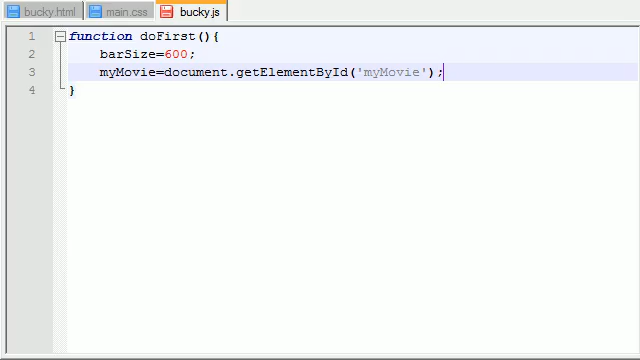 bucky.html main.css bucky.js
1 function doFirst(){
2 barSize=600;
3 myMovie=document.getElementById('myMovie');
4 }